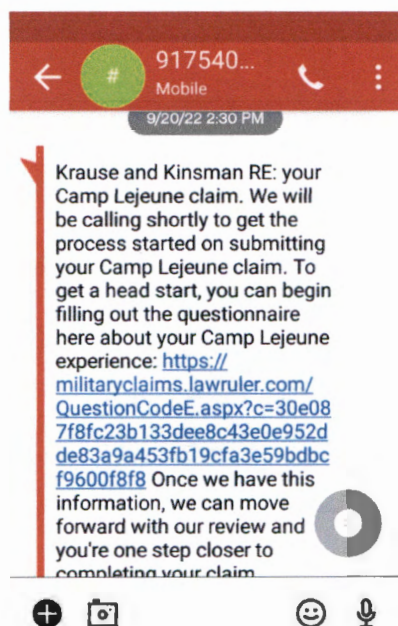 917540...
Mobile
9/20/22 2:30 PM
Krause and Kinsman RE: your
Camp Lejeune claim. We will
be calling shortly to get the
process started on submitting
your Camp Lejeune claim. To
get a head start, you can begin
filling out the questionnaire
here about your Camp Lejeune
experience: https://
militaryclaims.lawruler.com/
QuestionCodeE.aspx?c=30e08
7f8fc23b133dee8c43e0e952d
de83a9a453fb19cfa3e59bdbc
f9600f8f8 Once we have this
information, we can move
forward with our review and
you're one step closer to
completing your claim